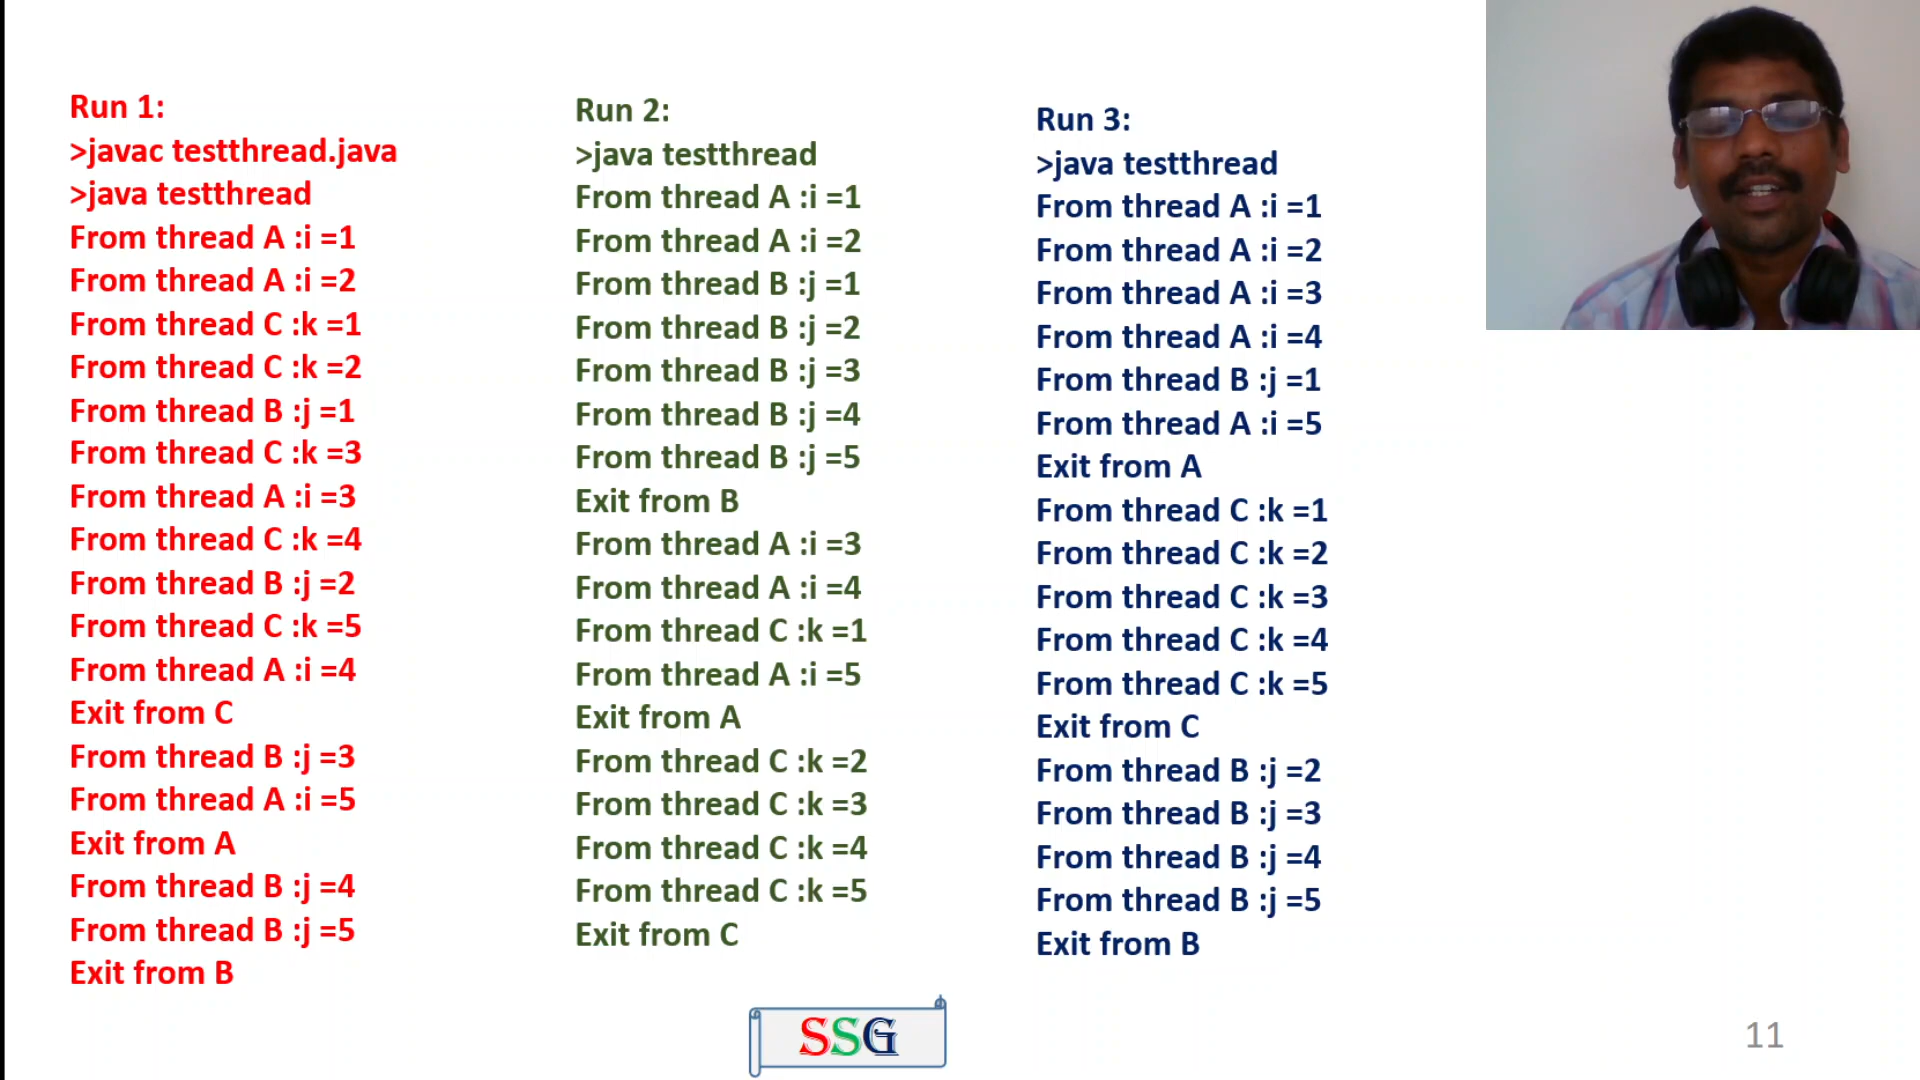 Run 1:
>javac testthread.java
>java testthread
From thread A :i =1
From thread A :i =2
From thread C :k =1
From thread C :k =2
From thread B :j =1
From thread C :k =3
From thread A :i =3
From thread C :k =4
From thread B :j =2
From thread C :k =5
From thread A :i =4
Exit from C
From thread B :j =3
From thread A :i =5
Exit from A
From thread B :j =4
From thread B :j =5
Exit from B
Run 2:
>java testthread
From thread A :i =1
From thread A :i =2
From thread B :j =1
From thread B :j =2
From thread B :j =3
From thread B :j =4
From thread B :j =5
Exit from B
From thread A :i =3
From thread A :i =4
From thread C :k =1
From thread A :i =5
Exit from A
From thread C :k =2
From thread C :k =3
From thread C :k =4
From thread C :k =5
Exit from C
Run 3:
>java testthread
From thread A :i =1
From thread A :i =2
From thread A :i =3
From thread A :i =4
From thread B :j =1
From thread A :i =5
Exit from A
From thread C :k =1
From thread C :k =2
From thread C :k =3
From thread C :k =4
From thread C :k =5
Exit from C
From thread B :j =2
From thread B :j =3
From thread B :j =4
From thread B :j =5
Exit from B
SSG
11